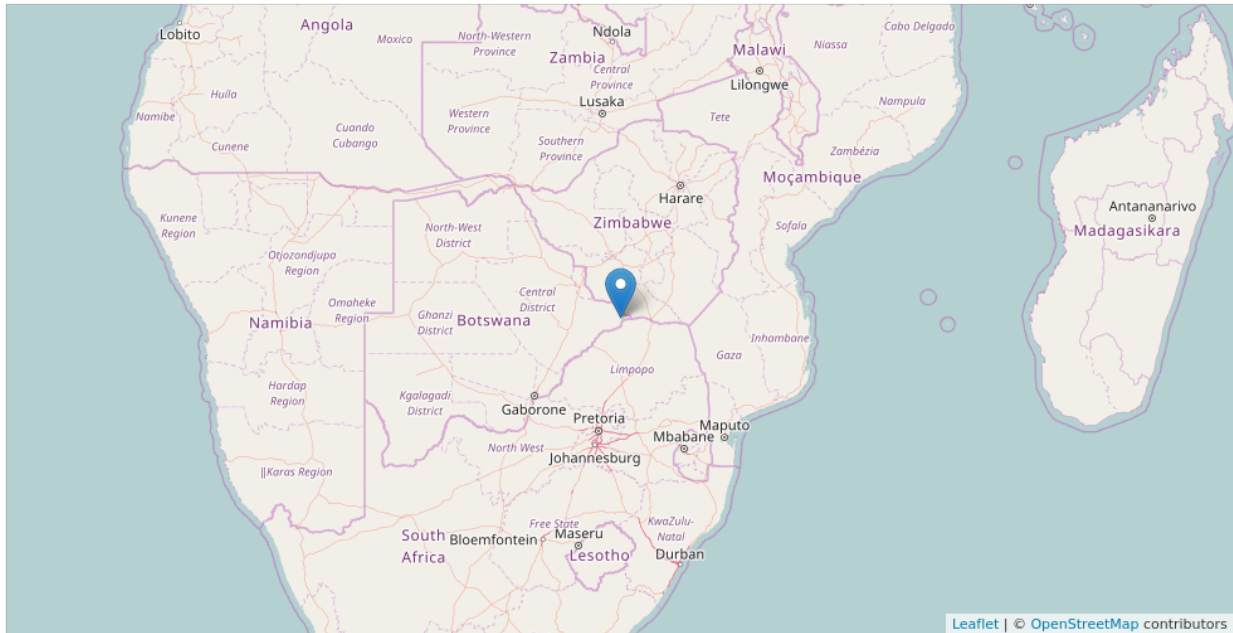 Angola
Lobito
Moxico
North-Western
Province
Ndola
Zambia
Central
Province
Malawi
Lilongwe
Niassa
Cabo Delgado
Huíla
Namibe
Cunene
Cuando
Cubango
Western
Province
Lusaka
Southern
Province
Tete
Nampula
Zambézia
Moçambique
Kunene
Region
North-West
District
Harare
Zimbabwe
Sofala
Antananarivo
Madagasikara
Otjozondjupa
Region
Omaheke
Region
Namibia
Ghanzi
District
Central
District
Botswana
Limpopo
Gaza
Inhambane
Hardap
Region
Kgalagadi
District
Gaborone
Pretoria
Johannesburg
Mbabane
Maputo
North West
||Karas Region
South
Africa
Bloemfontein
Free State
Maseru
Lesotho
KwaZulu-
Natal
Durban
Leaflet | © OpenStreetMap contributors